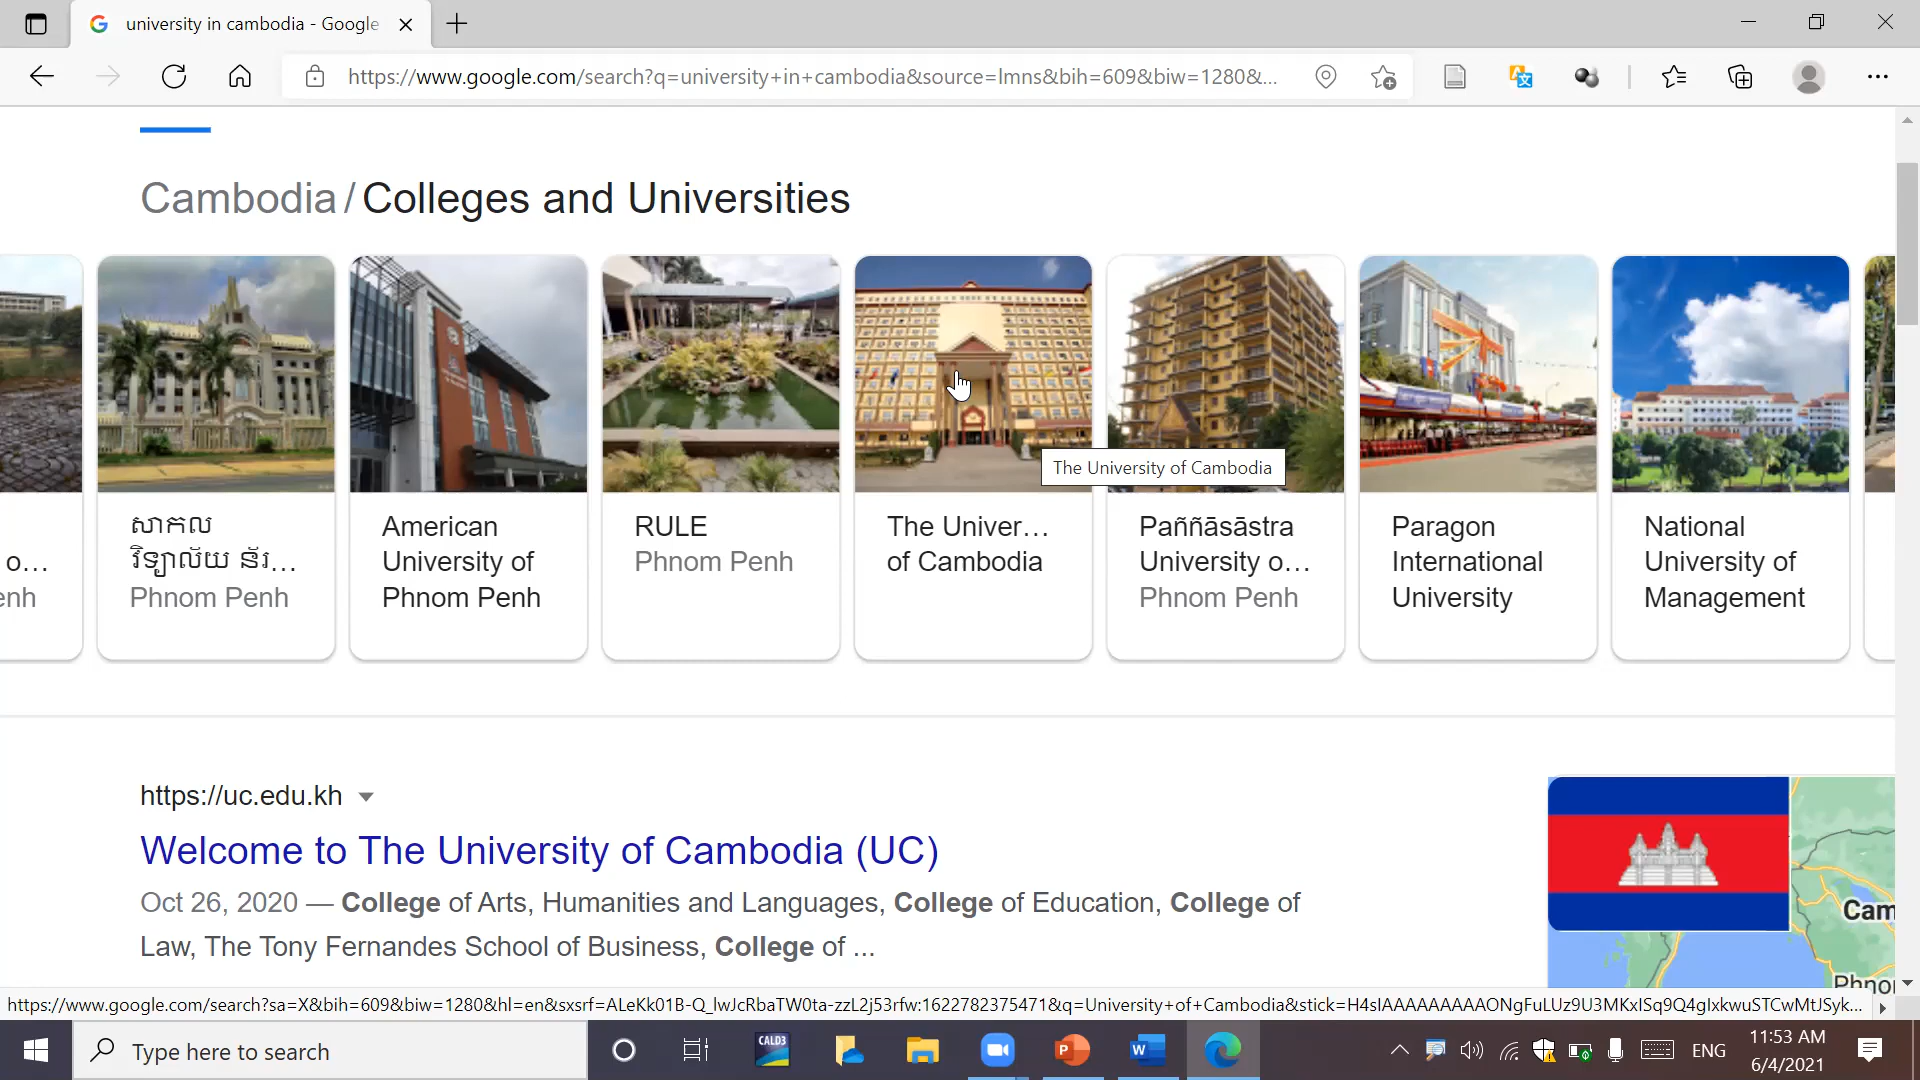 university in cambodia - Google
https://www.google.com/search?q=university+in+cambodia&source=lmns&bih=609&biw=1280&...
Cambodia / Colleges and Universities
o...
enh
សាកល
វិទ្យាល័យ ន័រ...
Phnom Penh
American
University of
Phnom Penh
RULE
Phnom Penh
The Univer...
of Cambodia
The University of Cambodia
Paññāsāstra
University o...
Phnom Penh
Paragon
International
University
National
University of
Management
https://uc.edu.kh
Welcome to The University of Cambodia (UC)
Oct 26, 2020 — College of Arts, Humanities and Languages, College of Education, College of
Law, The Tony Fernandes School of Business, College of ...
Cam
Phno
https://www.google.com/search?sa=X&bih=609&biw=1280&hl=en&sxsrf=ALeKk01B-Q_lwJcRbaTW0ta-zzL2j53rfw:1622782375471&q=University+of+Cambodia&stick=H4sIAAAAAAAAAONgFuLUz9U3MKxISq9Q4gIxkwuSTCwMtJSyk...
Type here to search
CALD3
ENG
11:53 AM
6/4/2021